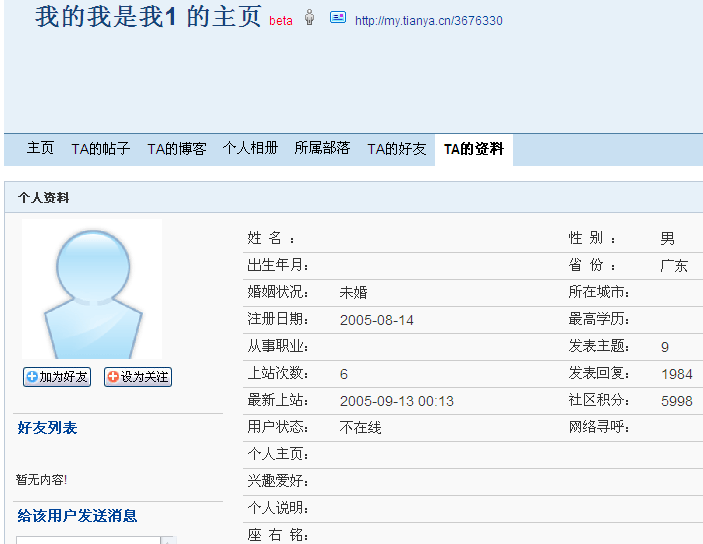 我的我是我1 的主页 beta http://my.tianya.cn/3676330
主页 TA的帖子 TA的博客 个人相册 所属部落 TA的好友 TA的资料
个人资料
姓 名 : 性 别 : 男
出生年月: 省 份 : 广东
婚姻状况: 未婚 所在城市:
注册日期: 2005-08-14 最高学历:
从事职业: 发表主题: 9
上站次数: 6 发表回复: 1984
最新上站: 2005-09-13 00:13 社区积分: 5998
用户状态: 不在线 网络寻呼:
个人主页:
兴趣爱好:
个人说明:
座 右 铭:
加为好友 设为关注
好友列表
暂无内容!
给该用户发送消息